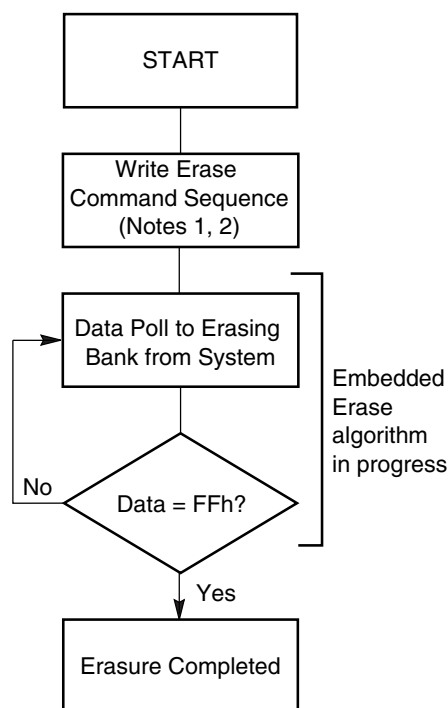 START
Write Erase
Command Sequence
(Notes 1, 2)
Data Poll to Erasing
Bank from System
Embedded
Erase
algorithm
in progress
No
Data = FFh?
Yes
Erasure Completed